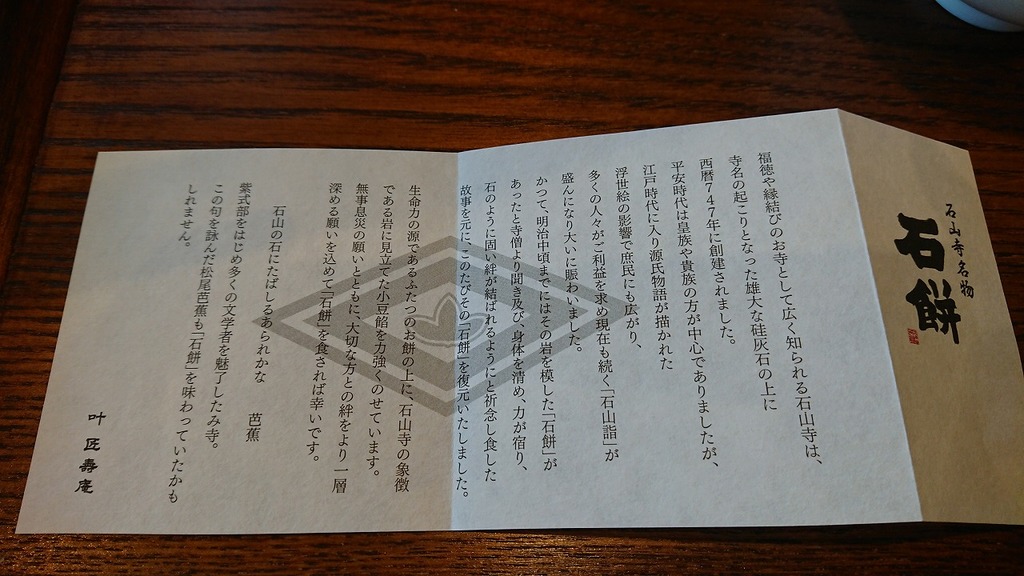 石山寺名物
石餅
福徳や縁結びのお寺として広く知られる石山寺は、
寺名の起こりとなった雄大な硅灰石の上に
西暦747年に創建されました。
平安時代は皇族や貴族の方が中心でありましたが、
江戸時代に入り源氏物語が描かれた
浮世絵の影響で庶民にも広がり、
多くの人々がご利益を求め現在も続く「石山詣」が
盛んになり大いに賑わいました。
かつて、明治中頃までにはその岩を模した「石餅」が
あったと寺僧より聞き及び、身体を清め、力が宿り、
石のように固い絆が結ばれるようにと祈念し食した
故事を元に、このたびその「石餅」を復元いたしました。
生命力の源であるふたつのお餅の上に、石山寺の象徴
である岩に見立てた小豆餡を力強くのせています。
無事息災の願いとともに、大切な方との絆をより一層
深める願いを込めて「石餅」を食されば幸いです。
石山の石にたばしるあられかな 芭蕉
紫式部をはじめ多くの文学者を魅了したみ寺。
この句を詠んだ松尾芭蕉も「石餅」を味わっていたかも
しれません。
叶 匠壽庵